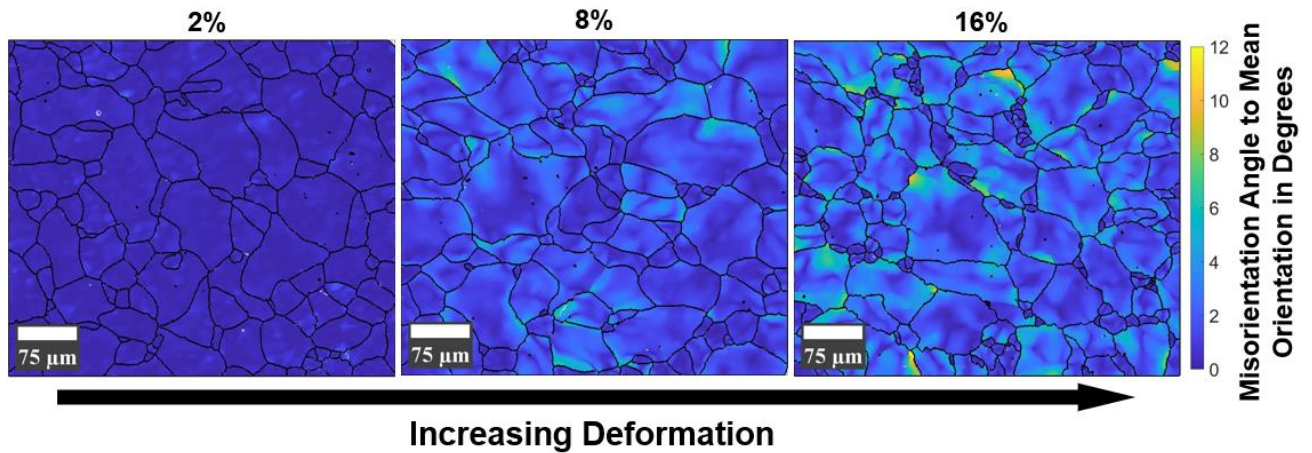 2%
8%
16%
75 µm
75 µm
75 µm
12
10
8
6
4
2
0
Misorientation Angle to Mean
Orientation in Degrees
Increasing Deformation